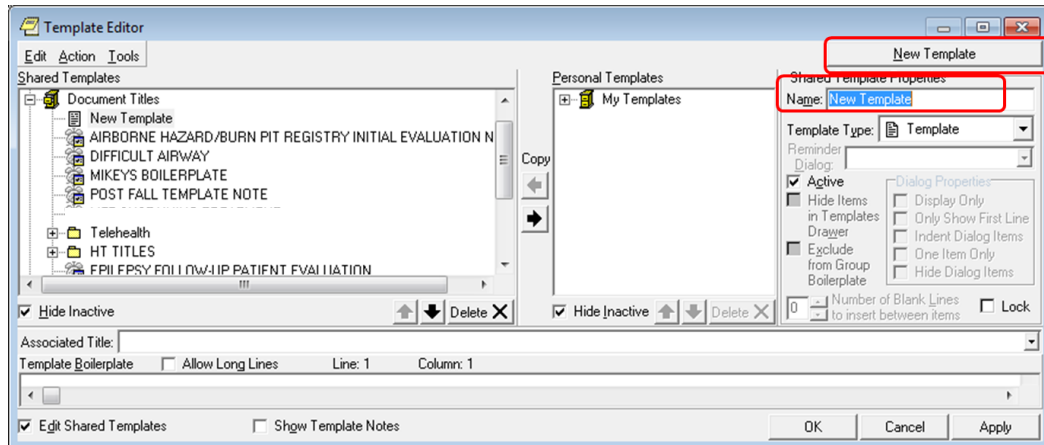 Template Editor
Edit Action Tools
New Template
Shared Templates
Document Titles
New Template
AIRBORNE HAZARD/BURN PIT REGISTRY INITIAL EVALUATION N
DIFFICULT AIRWAY
MIKEYS BOILERPLATE
POST FALL TEMPLATE NOTE
Telehealth
HT TITLES
EPILEPSY FOLLOW-UP PATIENT EVALUATION
Hide Inactive
Delete
Copy
Personal Templates
My Templates
Hide Inactive
Delete
Shared Template Properties
Name: New Template
Template Type: Template
Reminder
Dialog:
Active
Hide Items
in Templates
Drawer
Exclude
from Group
Boilerplate
Dialog Properties
Display Only
Only Show First Line
Indent Dialog Items
One Item Only
Hide Dialog Items
0 Number of Blank Lines
to insert between items
Lock
Associated Title:
Template Boilerplate Allow Long Lines Line: 1 Column: 1
Edit Shared Templates Show Template Notes OK Cancel Apply